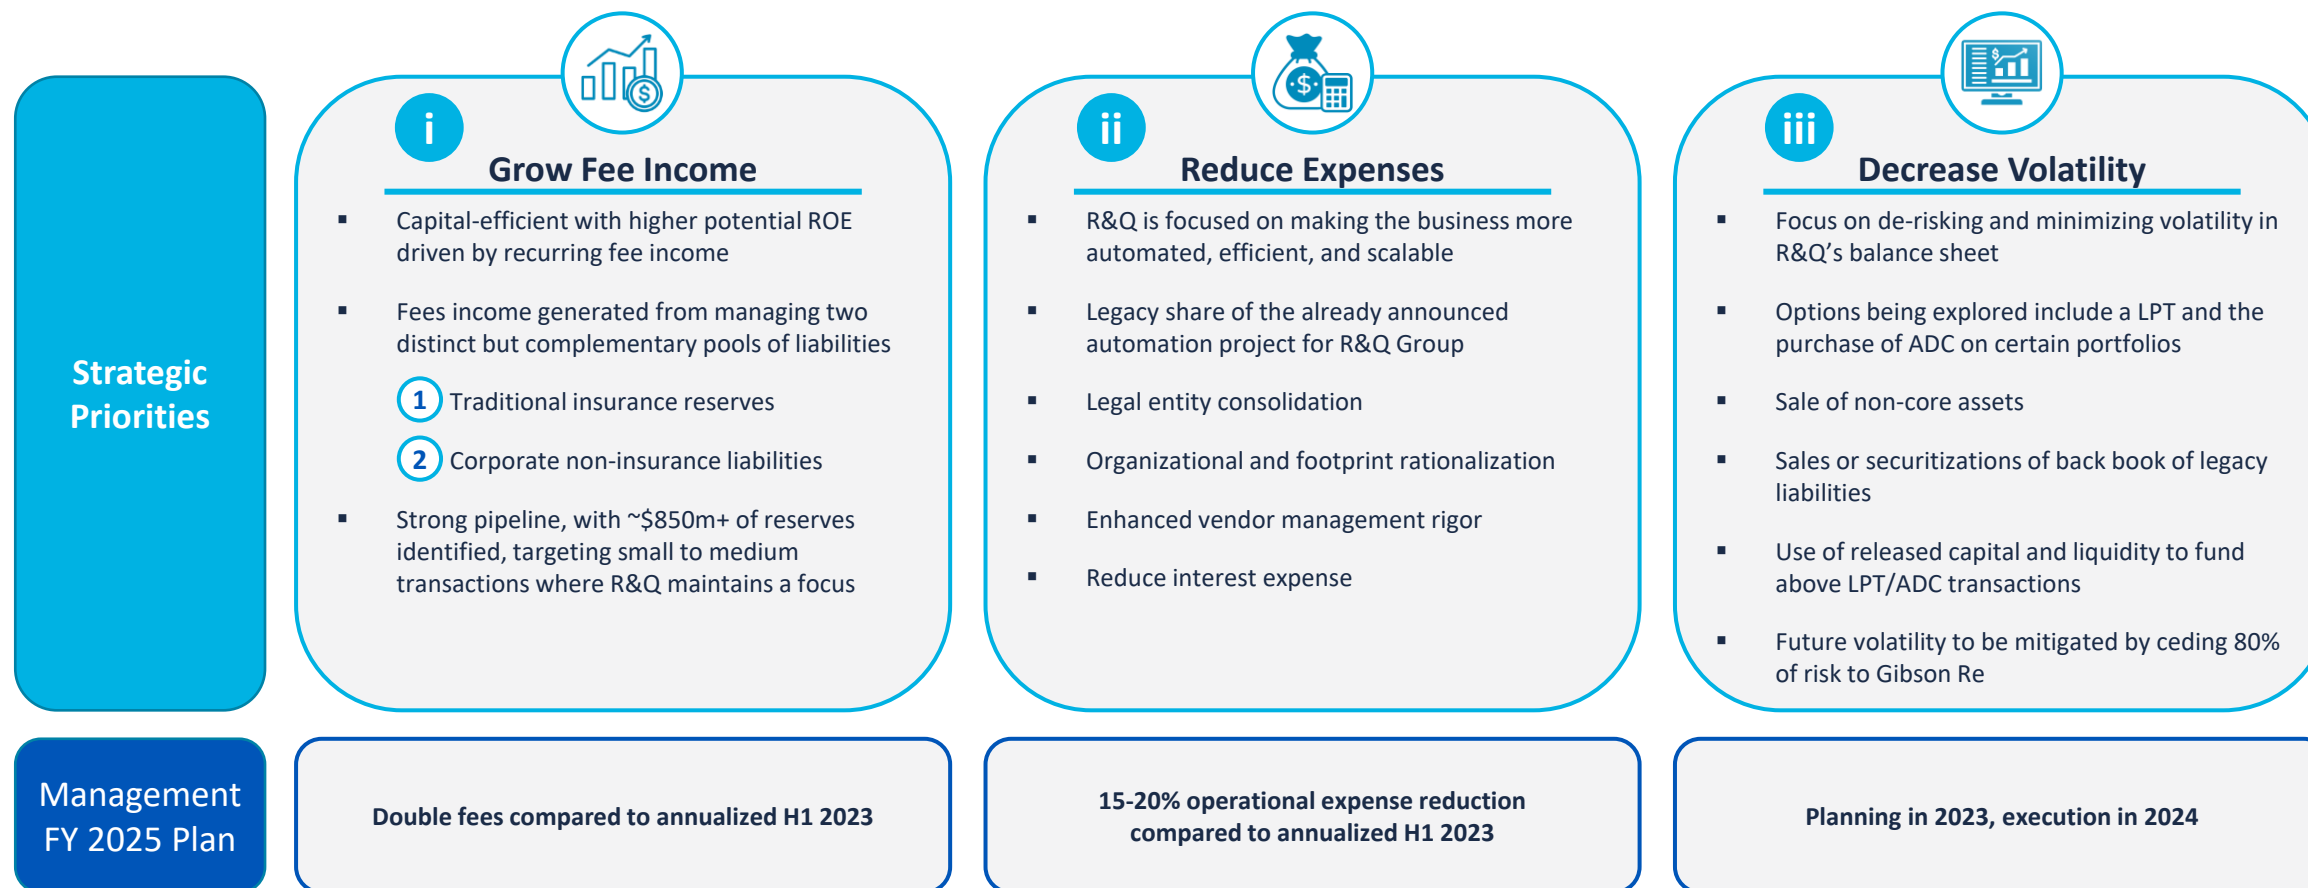 Strategic
Priorities
i
Grow Fee Income
▪ Capital-efficient with higher potential ROE
driven by recurring fee income
▪ Fees income generated from managing two
distinct but complementary pools of liabilities
1 Traditional insurance reserves
2 Corporate non-insurance liabilities
▪ Strong pipeline, with ~$850m+ of reserves
identified, targeting small to medium
transactions where R&Q maintains a focus
ii
Reduce Expenses
▪ R&Q is focused on making the business more
automated, efficient, and scalable
▪ Legacy share of the already announced
automation project for R&Q Group
▪ Legal entity consolidation
▪ Organizational and footprint rationalization
▪ Enhanced vendor management rigor
▪ Reduce interest expense
iii
Decrease Volatility
▪ Focus on de-risking and minimizing volatility in
R&Q’s balance sheet
▪ Options being explored include a LPT and the
purchase of ADC on certain portfolios
▪ Sale of non-core assets
▪ Sales or securitizations of back book of legacy
liabilities
▪ Use of released capital and liquidity to fund
above LPT/ADC transactions
▪ Future volatility to be mitigated by ceding 80%
of risk to Gibson Re
Management
FY 2025 Plan
Double fees compared to annualized H1 2023
15-20% operational expense reduction
compared to annualized H1 2023
Planning in 2023, execution in 2024